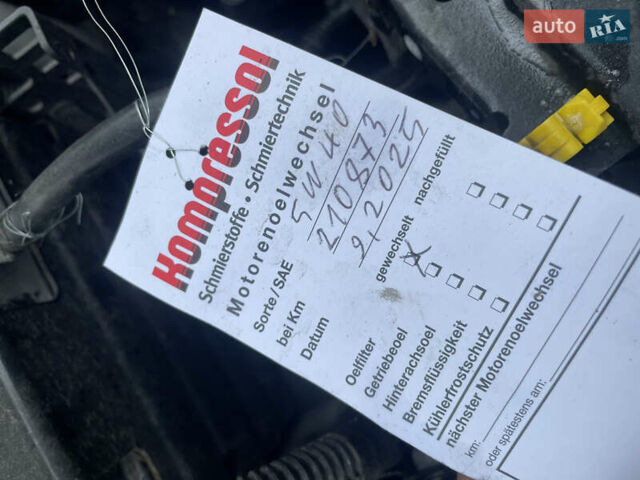 auto RIA.com
Kompressol
Schmierstoffe • Schmiertechnik
Motorenoelwechsel
Sorte/SAE 5W40
bei Km 210873
Datum 9,2025
gewechselt nachgefüllt
Oelfilter
Getriebeoel
Hinterachsoel
Bremsflüssigkeit
Kühlerfrostschutz
nächster Motorenoelwechsel
km:
oder spätestens am: